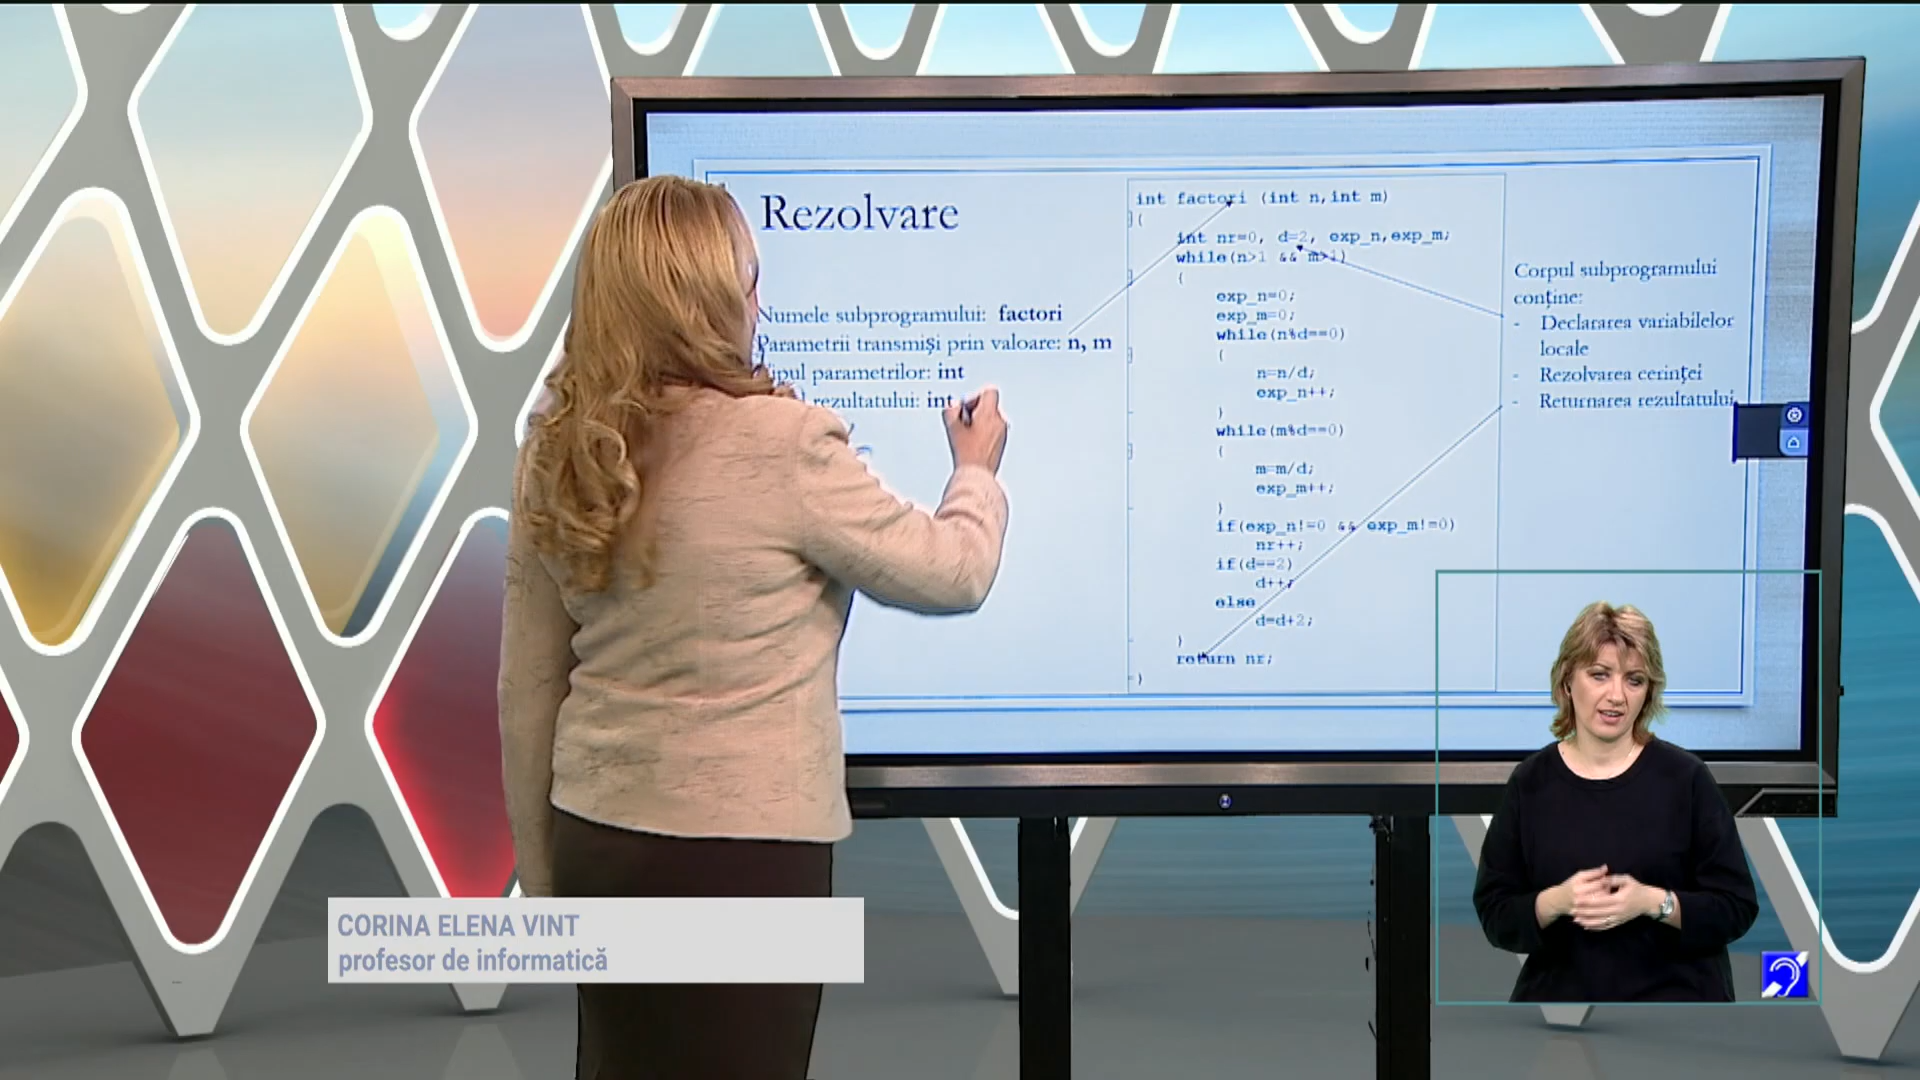 Rezolvare
Numele subprogramului: factori
Parametrii transmiși prin valoare: n, m
parametrilor: int
rezultatului: int
int factori (int n,int m)
{
int nr=0, d=2, exp_n,exp_m;
while(n>1 && m>1)
{
exp_n=0;
exp_m=0;
while(n%d==0)
{
n=n/d;
exp_n++;
}
while(m%d==0)
{
m=m/d;
exp_m++;
}
if(exp_n!=0 && exp_m!=0)
nr++;
if(d==2)
d++;
else
d=d+2;
}
return nr;
}
Corpul subprogramului
conține:
- Declararea variabilelor
locale
- Rezolvarea cerinței
- Returnarea rezultatului
CORINA ELENA VINT
profesor de informatică